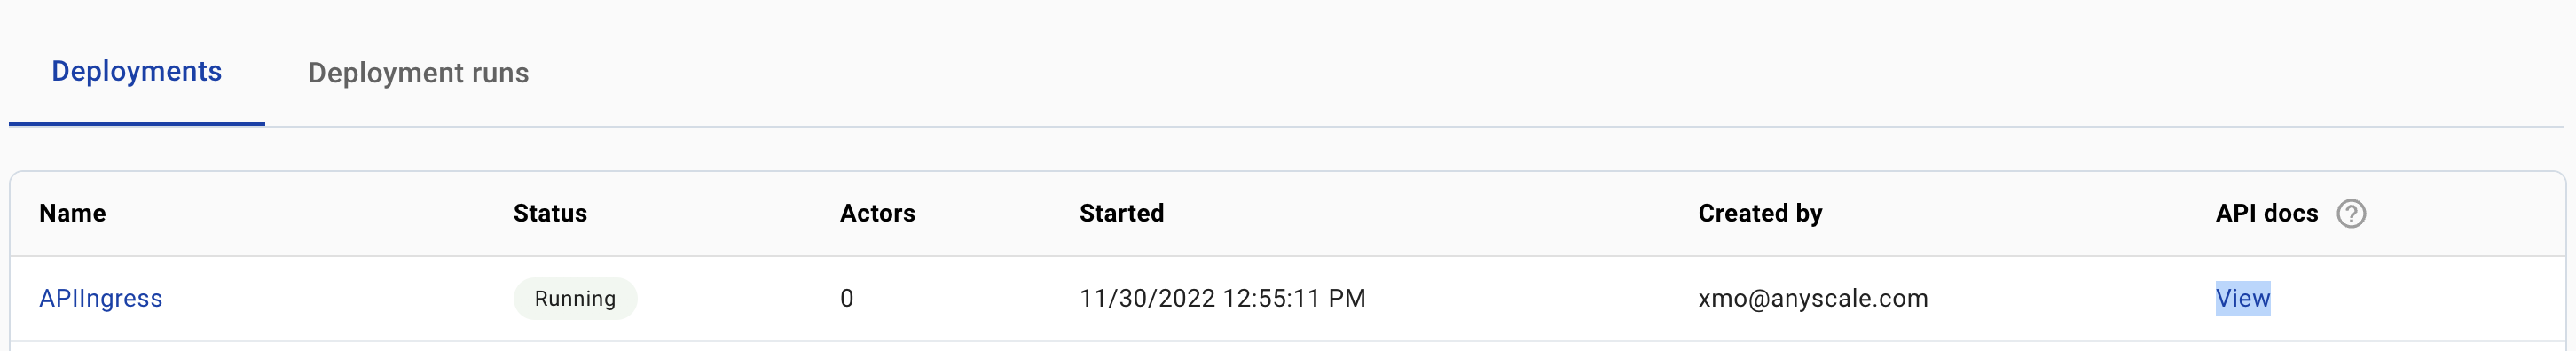 Deployments Deployment runs
Name Status Actors Started Created by API docs ?
APIIngress Running 0 11/30/2022 12:55:11 PM xmo@anyscale.com View